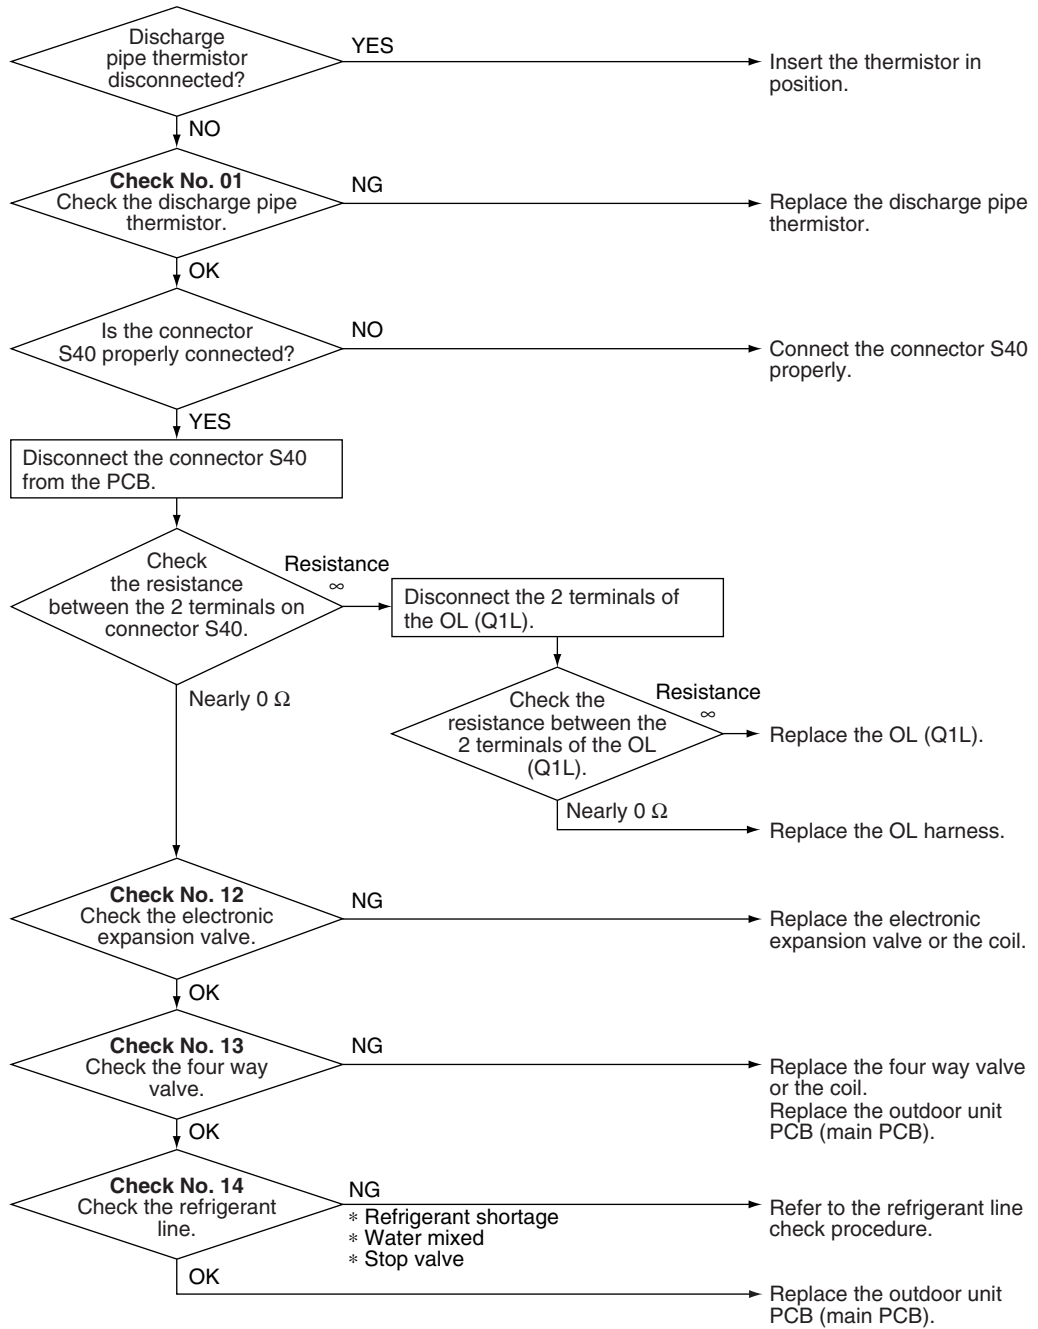 Discharge
pipe thermistor
disconnected?
YES
Insert the thermistor in
position.
NO
Check No. 01
Check the discharge pipe
thermistor.
NG
Replace the discharge pipe
thermistor.
OK
Is the connector
S40 properly connected?
NO
Connect the connector S40
properly.
YES
Disconnect the connector S40
from the PCB.
Check
the resistance
between the 2 terminals on
connector S40.
Resistance
∞
Disconnect the 2 terminals of
the OL (Q1L).
Nearly 0 Ω
Check the
resistance between the
2 terminals of the OL
(Q1L).
Resistance
∞
Replace the OL (Q1L).
Nearly 0 Ω
Replace the OL harness.
Check No. 12
Check the electronic
expansion valve.
NG
Replace the electronic
expansion valve or the coil.
OK
Check No. 13
Check the four way
valve.
NG
Replace the four way valve
or the coil.
Replace the outdoor unit
PCB (main PCB).
OK
Check No. 14
Check the refrigerant
line.
NG
∗ Refrigerant shortage
∗ Water mixed
∗ Stop valve
Refer to the refrigerant line
check procedure.
OK
Replace the outdoor unit
PCB (main PCB).